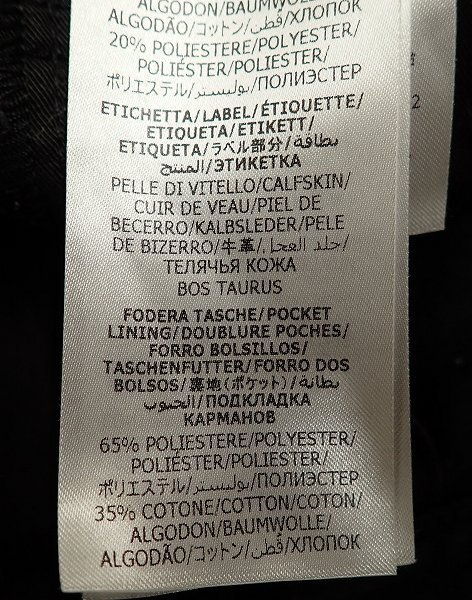 ALGODON/BAUMWOLLE/
ALGODÃO/コットン/قطن/ХЛОПОК
20% POLIESTERE/POLYESTER/
POLIÉSTER/POLIESTER/
ポリエステル/بوليستر/ПОЛИЭСТЕР
ETICHETTA/LABEL/ÉTIQUETTE/
ETIQUETA/ETIKETT/
ETIQUETA/ラベル部分/بطاقة
المنتج/ЭТИКЕТКА
PELLE DI VITELLO/CALFSKIN/
CUIR DE VEAU/PIEL DE
BECERRO/KALBSLEDER/PELE
DE BIZERRO/牛革/جلد العجل/
ТЕЛЯЧЬЯ КОЖА
BOS TAURUS
FODERA TASCHE/POCKET
LINING/DOUBLURE POCHES/
FORRO BOLSILLOS/
TASCHENFUTTER/FORRO DOS
BOLSOS/裏地(ポケット)/بطانة
الجيوب/ПОДКЛАДКА
КАРМАНОВ
65% POLIESTERE/POLYESTER/
POLIÉSTER/POLIESTER/
ポリエステル/بوليستر/ПОЛИЭСТЕР
35% COTONE/COTTON/COTON/
ALGODON/BAUMWOLLE/
ALGODÃO/コットン/قطن/ХЛОПОК
2